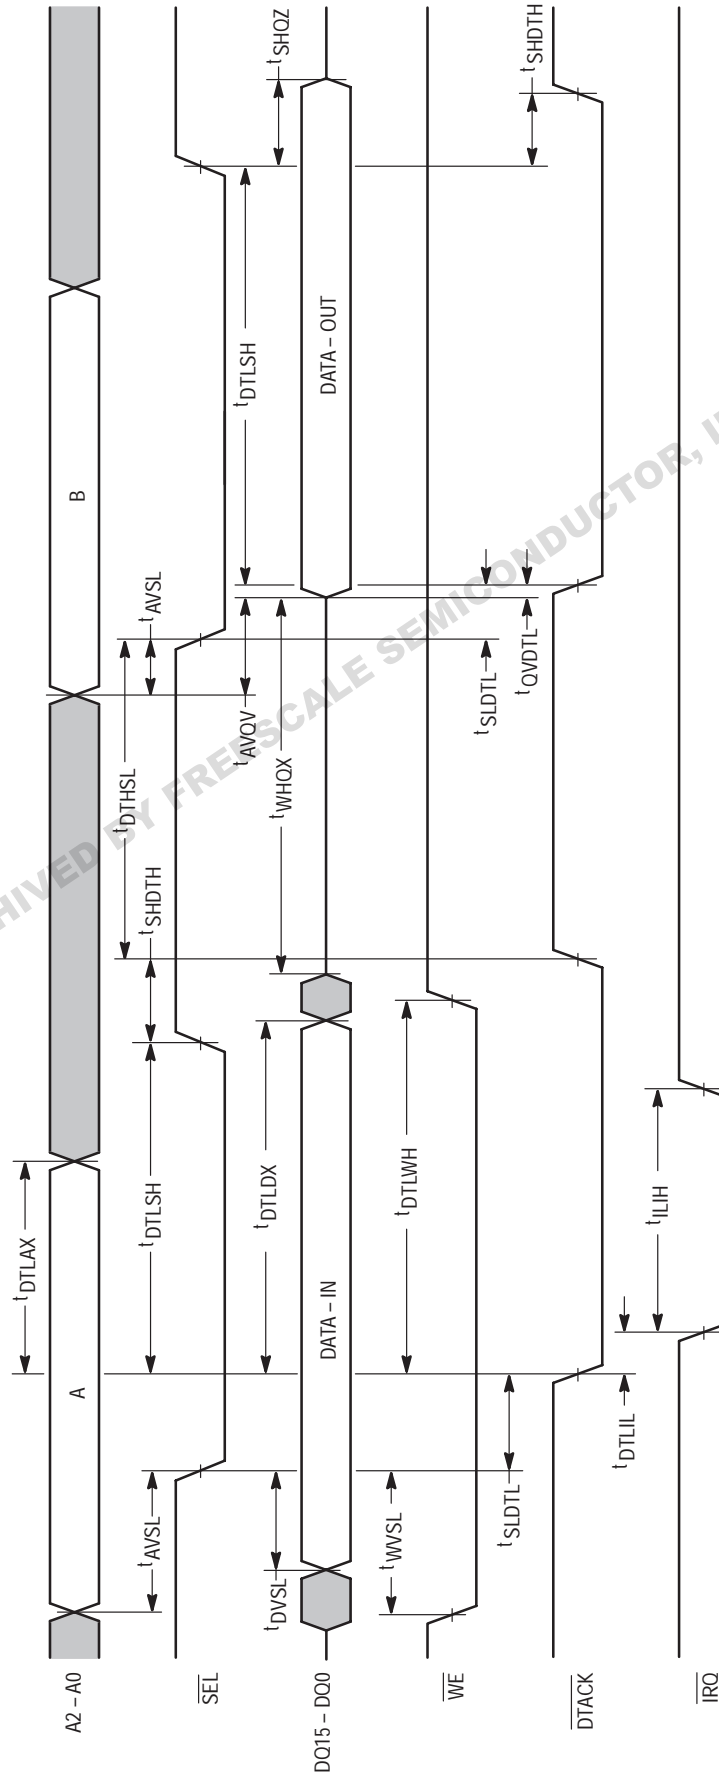 A2 – A0
A
B
tDTLAX
SEL
tAVSL
tDTLSH
tSHDTH
tDTHSL
tAVSL
DQ15 – DQ0
tDVSL
DATA – IN
tDTLDX
tWHQX
tAVQV
tDTLSH
DATA – OUT
tSHQZ
WE
tWVSL
tDTLWH
DTACK
tSLDTL
tSLDTL
tQVDTL
tSHDTH
IRQ
tDTLIL
tILIH
BY FREESCALE SEMICONDUCTOR,